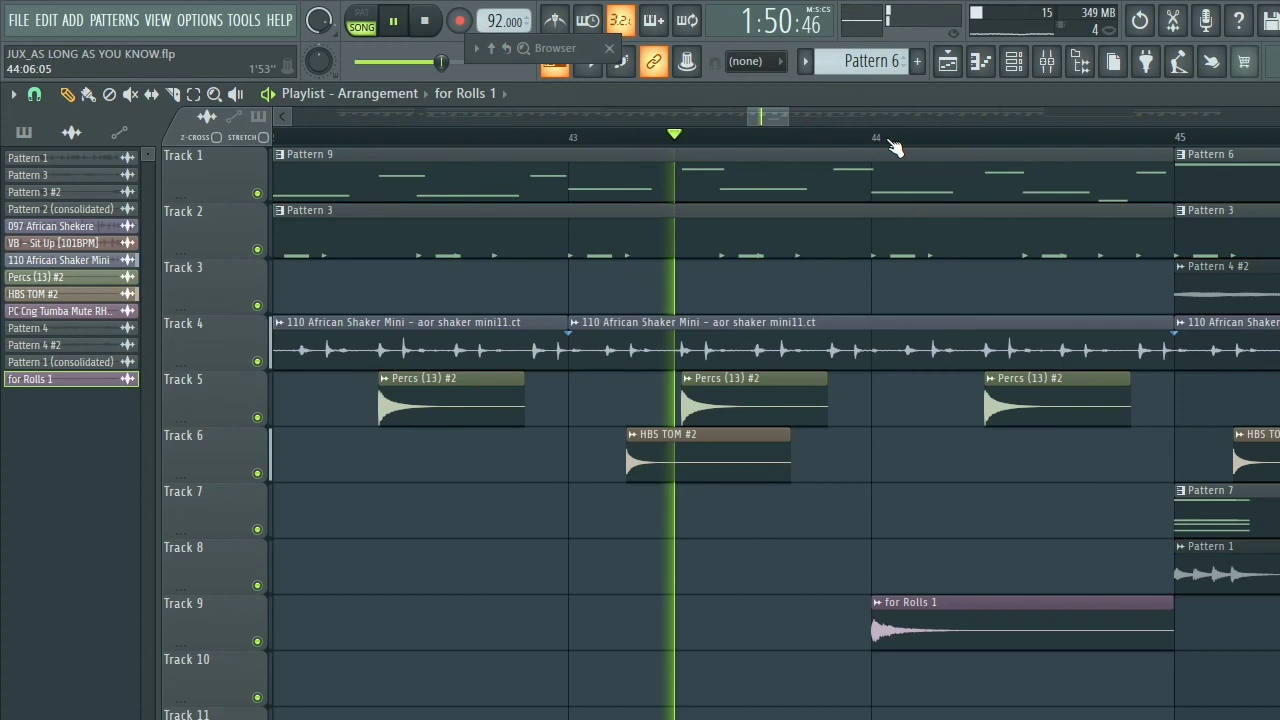 FILE EDIT ADD PATTERNS VIEW OPTIONS TOOLS HELP
PAT
SONG
92.000
3.2.
M:S:CS
1:50:46
15
349 MB
4
JUX_AS LONG AS YOU KNOW.flp
44:06:05
1'53"
Browser
(none)
Pattern 6
Playlist - Arrangement
for Rolls 1
Z-CROSS
STRETCH
43
44
45
Pattern 1
Pattern 3
Pattern 3 #2
Pattern 2 (consolidated)
097 African Shekere
VB - Sit Up [101BPM]
110 African Shaker Mini
Percs (13) #2
HBS TOM #2
PC Cng Tumba Mute RH..
Pattern 4
Pattern 4 #2
Pattern 1 (consolidated)
for Rolls 1
Track 1
Pattern 9
Pattern 6
Track 2
Pattern 3
Pattern 3
Track 3
Pattern 4 #2
Track 4
110 African Shaker Mini - aor shaker mini11.ct
110 African Shaker Mini - aor shaker mini11.ct
110 African Shaker
Track 5
Percs (13) #2
Percs (13) #2
Percs (13) #2
Track 6
HBS TOM #2
HBS TO
Track 7
Pattern 7
Track 8
Pattern 1
Track 9
for Rolls 1
Track 10
Track 11